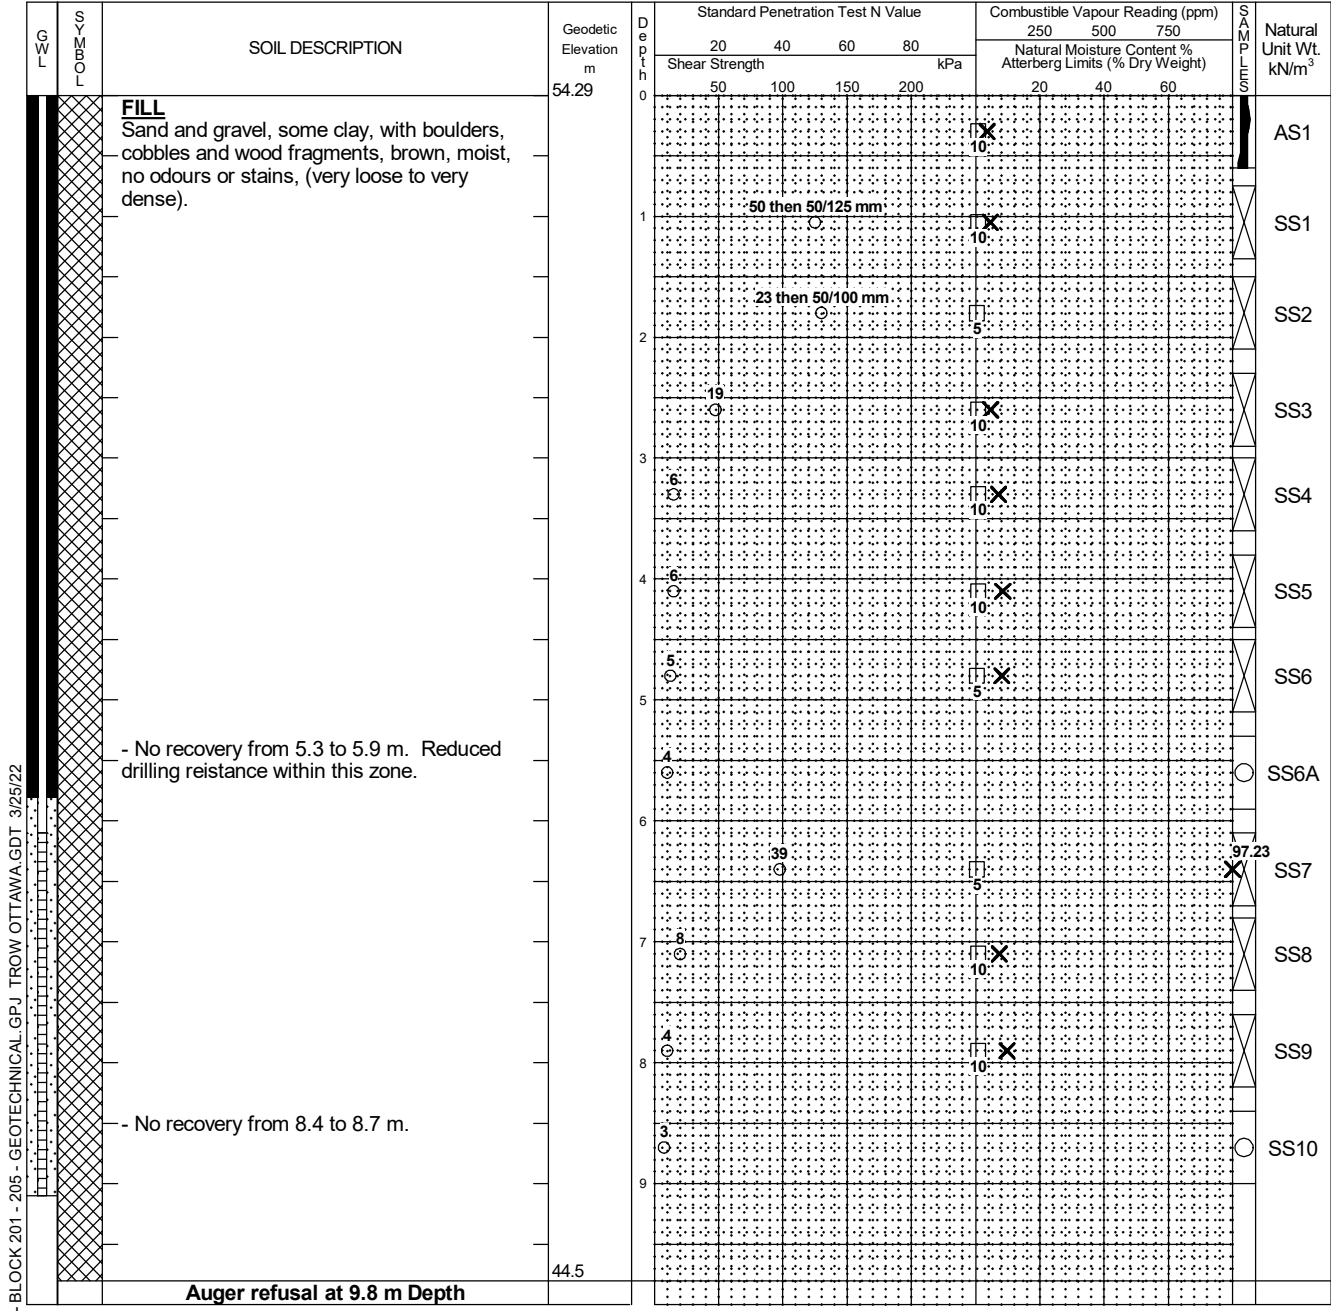 GWL
SYMBOL
SOIL DESCRIPTION
Geodetic
Elevation
m
54.29
Depth
Standard Penetration Test N Value
20 40 60 80
Shear Strength kPa
50 100 150 200
Combustible Vapour Reading (ppm)
250 500 750
Natural Moisture Content %
Atterberg Limits (% Dry Weight)
20 40 60
SAMPLES
Natural
Unit Wt.
kN/m³
0
FILL
Sand and gravel, some clay, with boulders,
cobbles and wood fragments, brown, moist,
no odours or stains, (very loose to very
dense).
10
AS1
50 then 50/125 mm
1
10
SS1
23 then 50/100 mm
5
SS2
2
19
10
SS3
3
6
10
SS4
4
6
10
SS5
5
5
SS6
5
- No recovery from 5.3 to 5.9 m. Reduced
drilling reistance within this zone.
4
SS6A
6
39
97.23
5
SS7
7
8
10
SS8
4
10
SS9
8
- No recovery from 8.4 to 8.7 m.
3
SS10
9
44.5
Auger refusal at 9.8 m Depth
- BLOCK 201 - 205 - GEOTECHNICAL.GPJ TROW OTTAWA.GDT 3/25/22